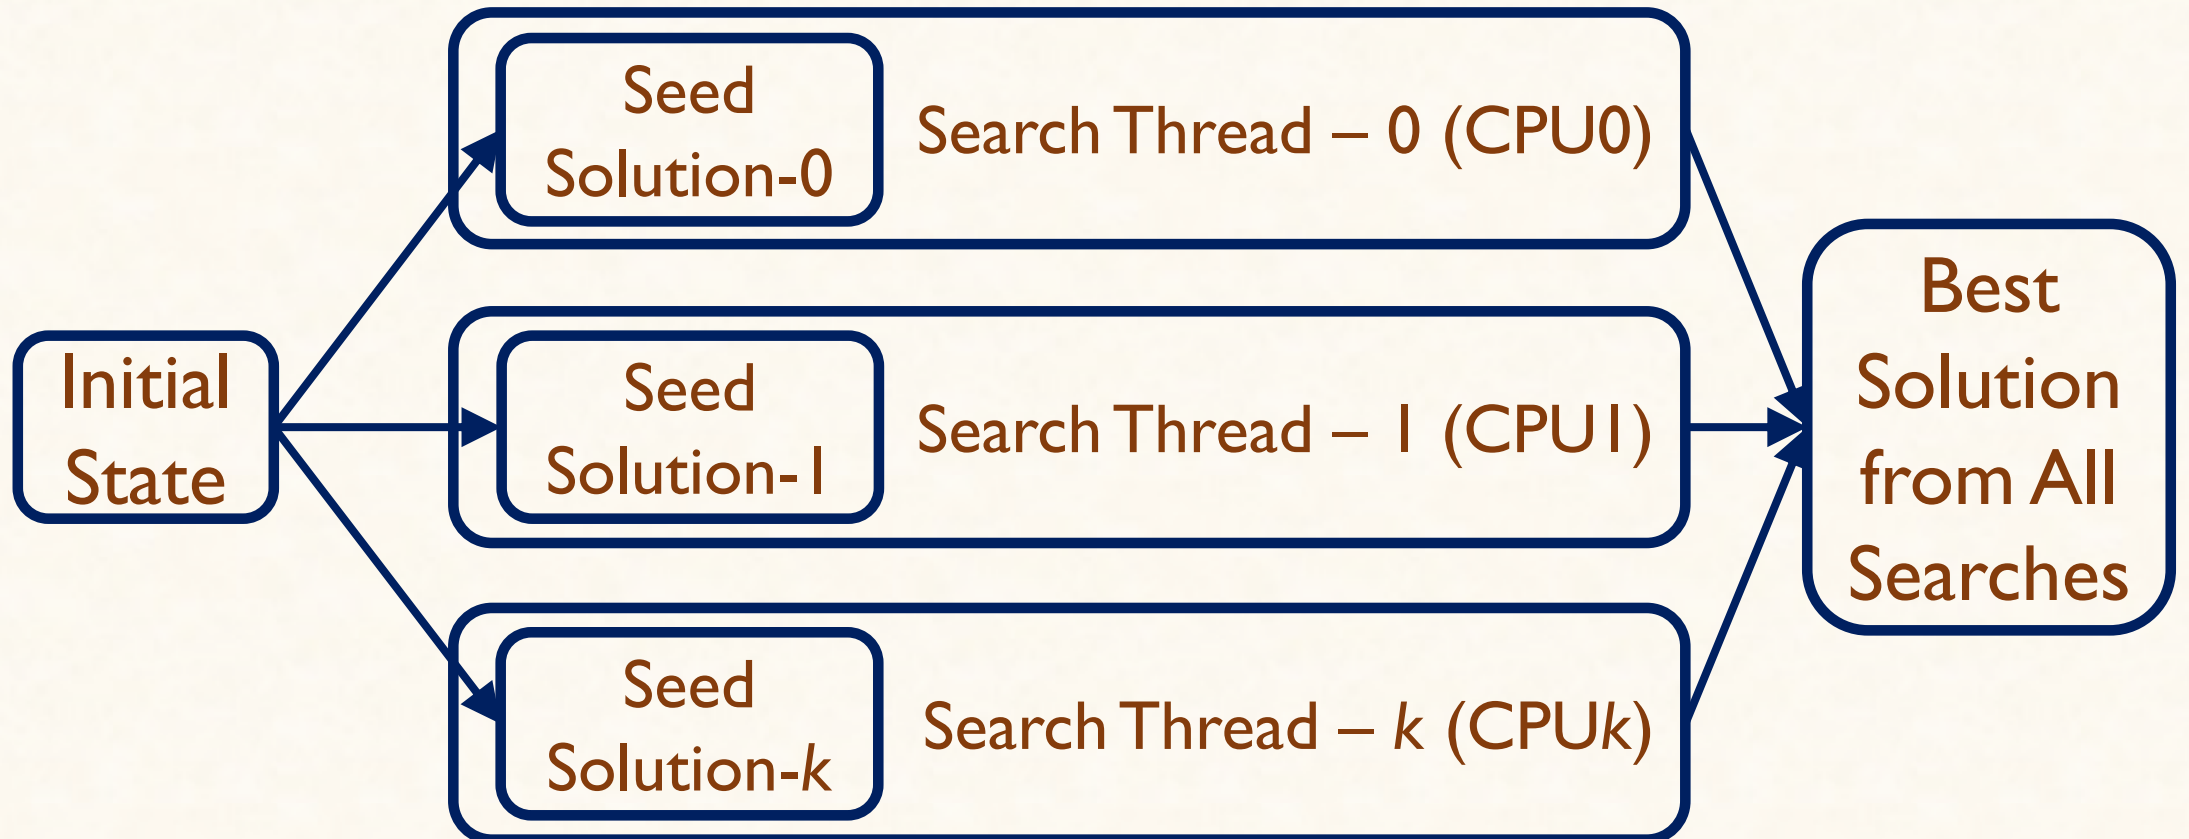 Initial
State
Seed
Solution-0
Search Thread – 0 (CPU0)
Seed
Solution-1
Search Thread – 1 (CPU1)
Seed
Solution-k
Search Thread – k (CPUk)
Best
Solution
from All
Searches